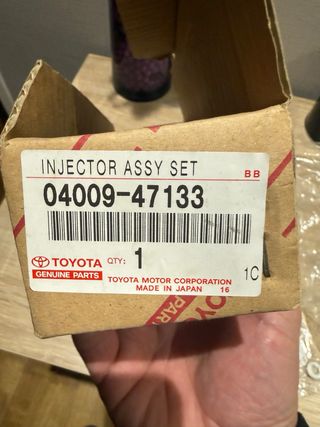 INJECTOR ASSY SET
BB
04009-47133
TOYOTA
GENUINE PARTS
QTY: 1
TOYOTA MOTOR CORPORATION
MADE IN JAPAN 16
1C
PARTS